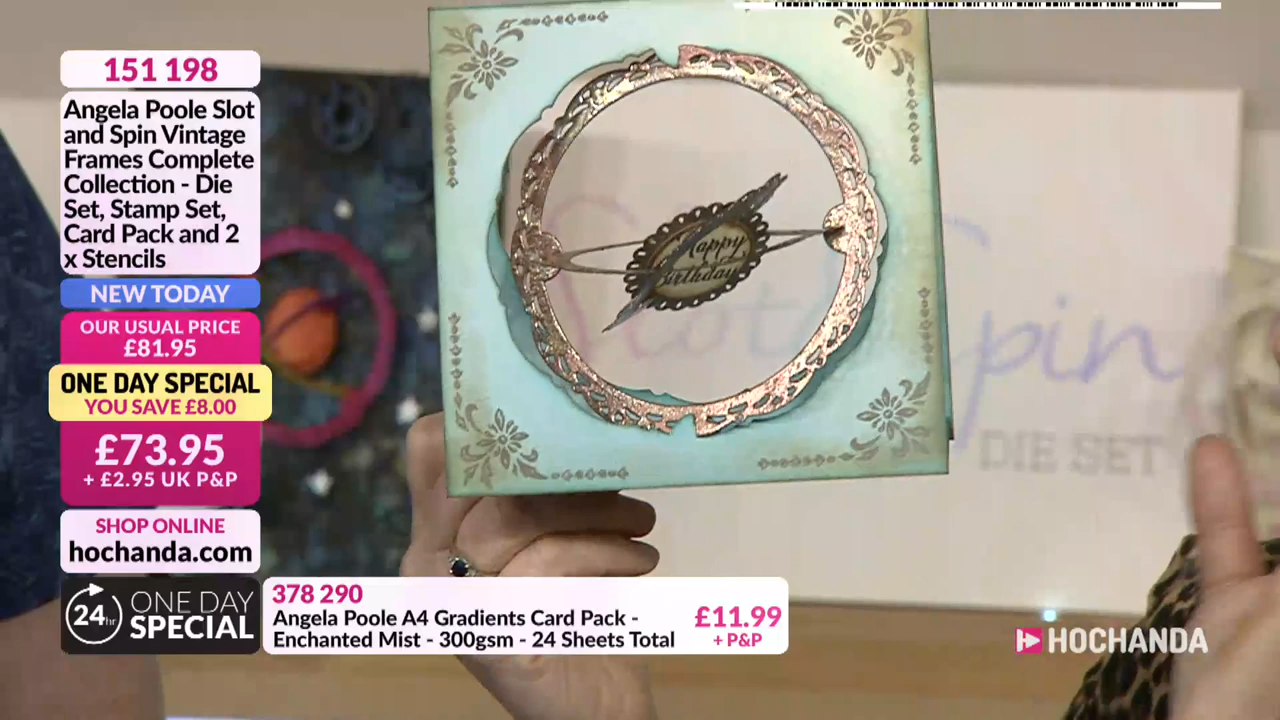 151 198
Angela Poole Slot
and Spin Vintage
Frames Complete
Collection - Die
Set, Stamp Set,
Card Pack and 2
x Stencils
NEW TODAY
OUR USUAL PRICE
£81.95
ONE DAY SPECIAL
YOU SAVE £8.00
£73.95
+ £2.95 UK P&P
SHOP ONLINE
hochanda.com
24hr
ONE DAY
SPECIAL
378 290
Angela Poole A4 Gradients Card Pack -
Enchanted Mist - 300gsm - 24 Sheets Total
£11.99
+ P&P
Happy
Birthday
Slot & Spin
DIE SET
HOCHANDA